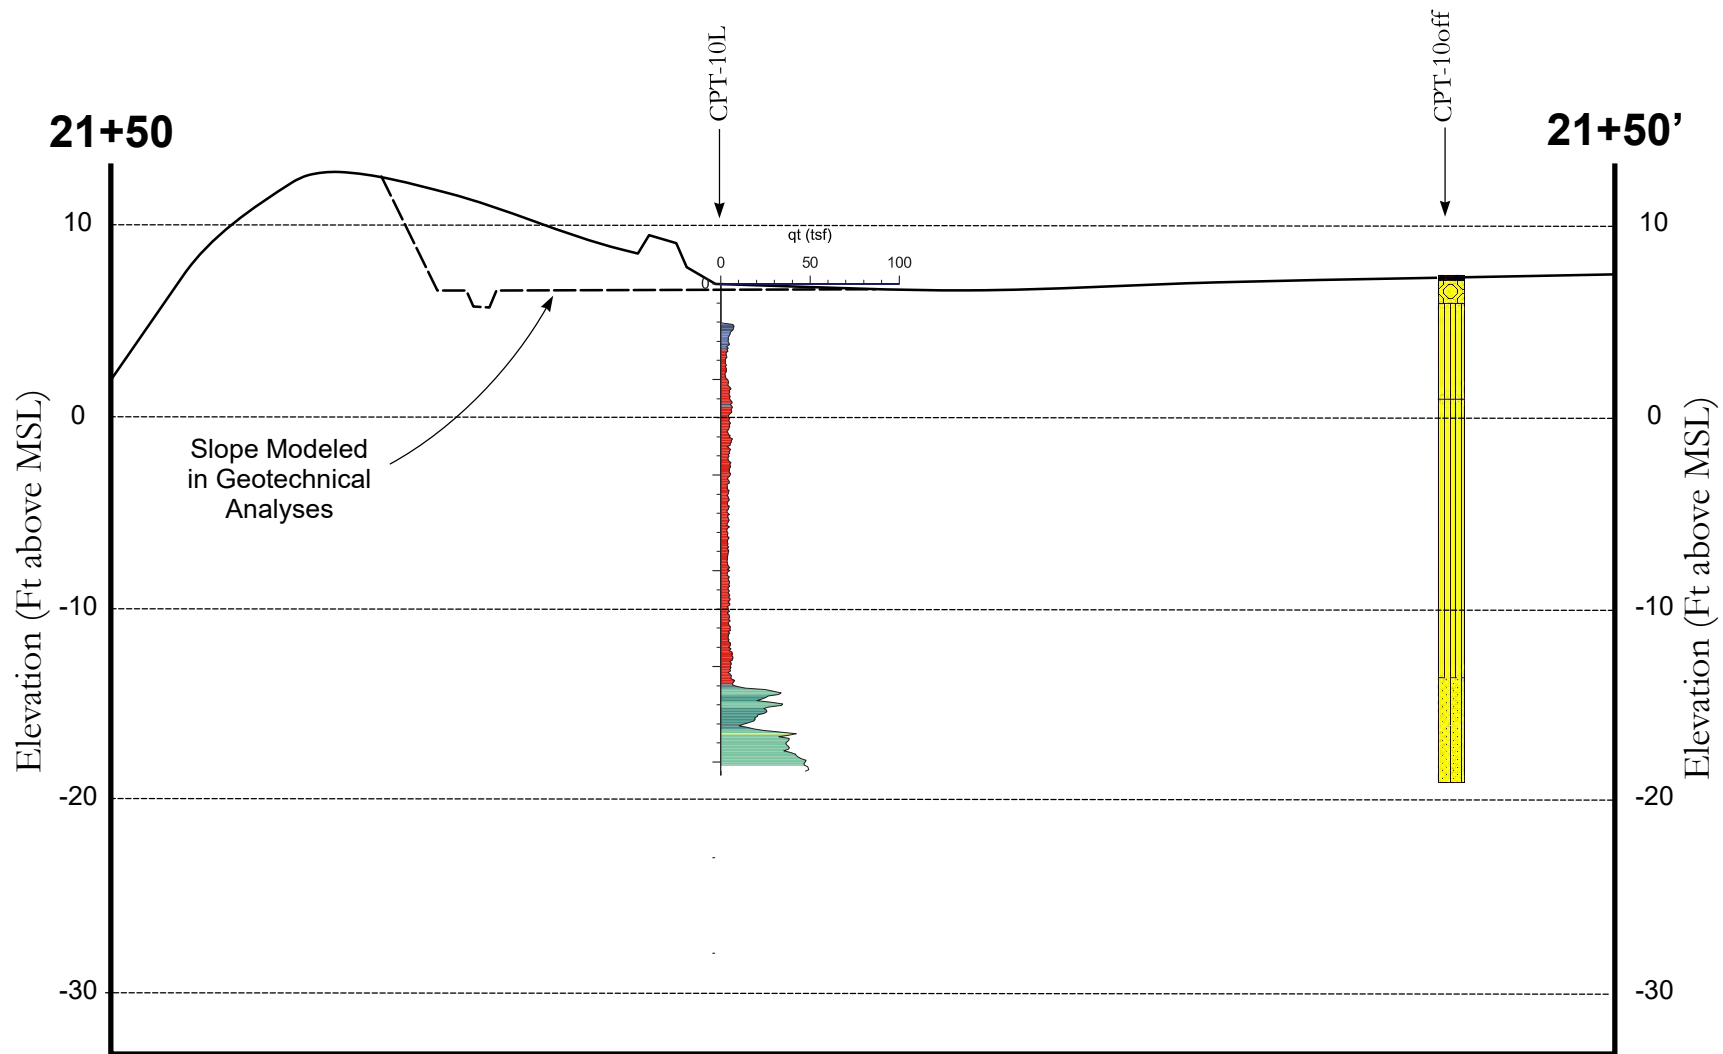 CPT-10L
CPT-10off
21+50
21+50’
10
10
qt (tsf)
0
50
100
0
0
0
Slope Modeled
in Geotechnical
Analyses
Elevation (Ft above MSL)
Elevation (Ft above MSL)
-10
-10
-20
-20
-30
-30